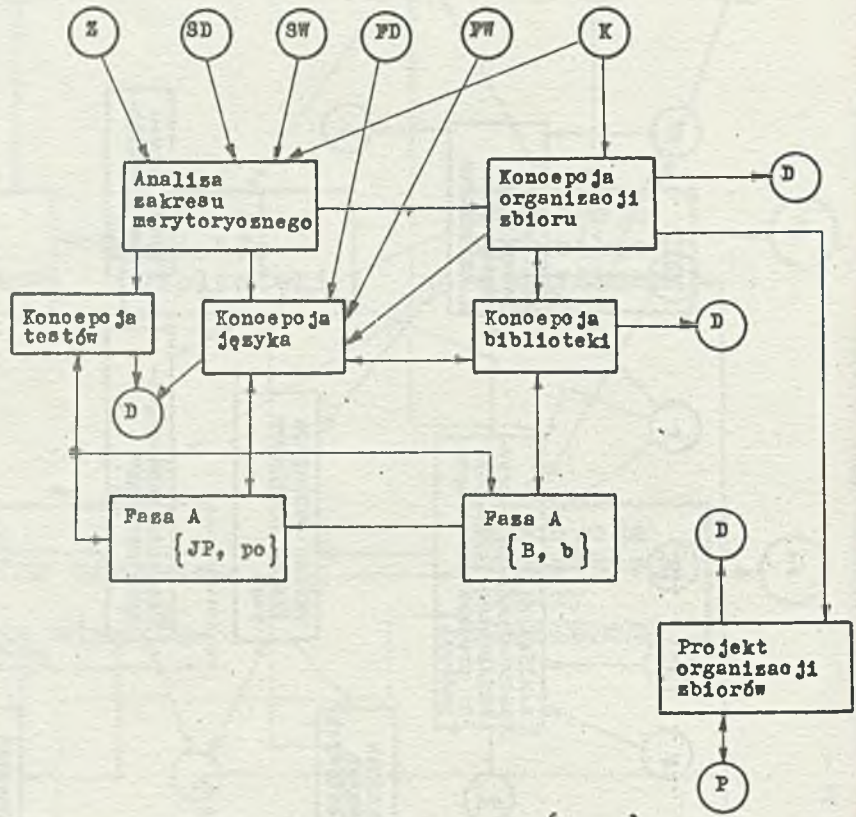 Z SD SW PD PW K
Analiza
zakresu
merytorycznego
Koncepcja
organizacji
zbioru
D
Koncepcja
testów
Koncepcja
języka
Koncepcja
biblioteki
D
D
Faza A
{JP, po}
Faza A
{B, b}
D
Projekt
organizacji
zbiorów
P